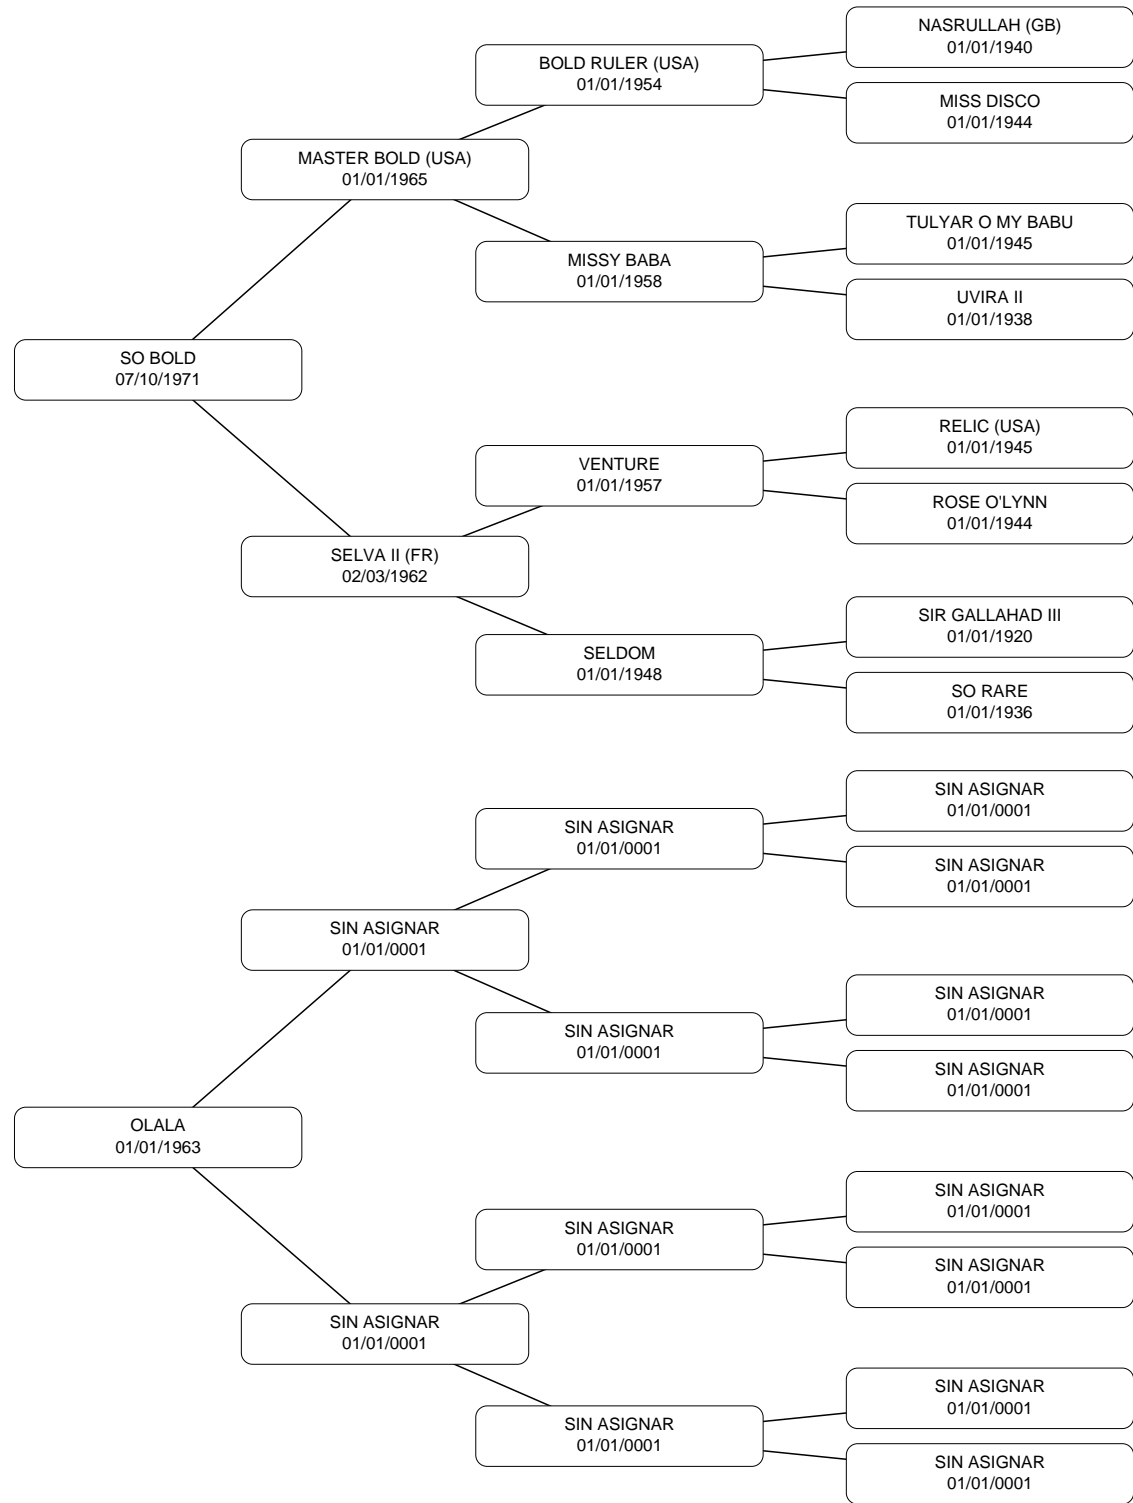 NASRULLAH (GB)
01/01/1940
BOLD RULER (USA)
01/01/1954
MISS DISCO
01/01/1944
MASTER BOLD (USA)
01/01/1965
TULYAR O MY BABU
01/01/1945
MISSY BABA
01/01/1958
UVIRA II
01/01/1938
SO BOLD
07/10/1971
RELIC (USA)
01/01/1945
VENTURE
01/01/1957
ROSE O'LYNN
01/01/1944
SELVA II (FR)
02/03/1962
SIR GALLAHAD III
01/01/1920
SELDOM
01/01/1948
SO RARE
01/01/1936
SIN ASIGNAR
01/01/0001
SIN ASIGNAR
01/01/0001
SIN ASIGNAR
01/01/0001
SIN ASIGNAR
01/01/0001
SIN ASIGNAR
01/01/0001
SIN ASIGNAR
01/01/0001
SIN ASIGNAR
01/01/0001
OLALA
01/01/1963
SIN ASIGNAR
01/01/0001
SIN ASIGNAR
01/01/0001
SIN ASIGNAR
01/01/0001
SIN ASIGNAR
01/01/0001
SIN ASIGNAR
01/01/0001
SIN ASIGNAR
01/01/0001
SIN ASIGNAR
01/01/0001